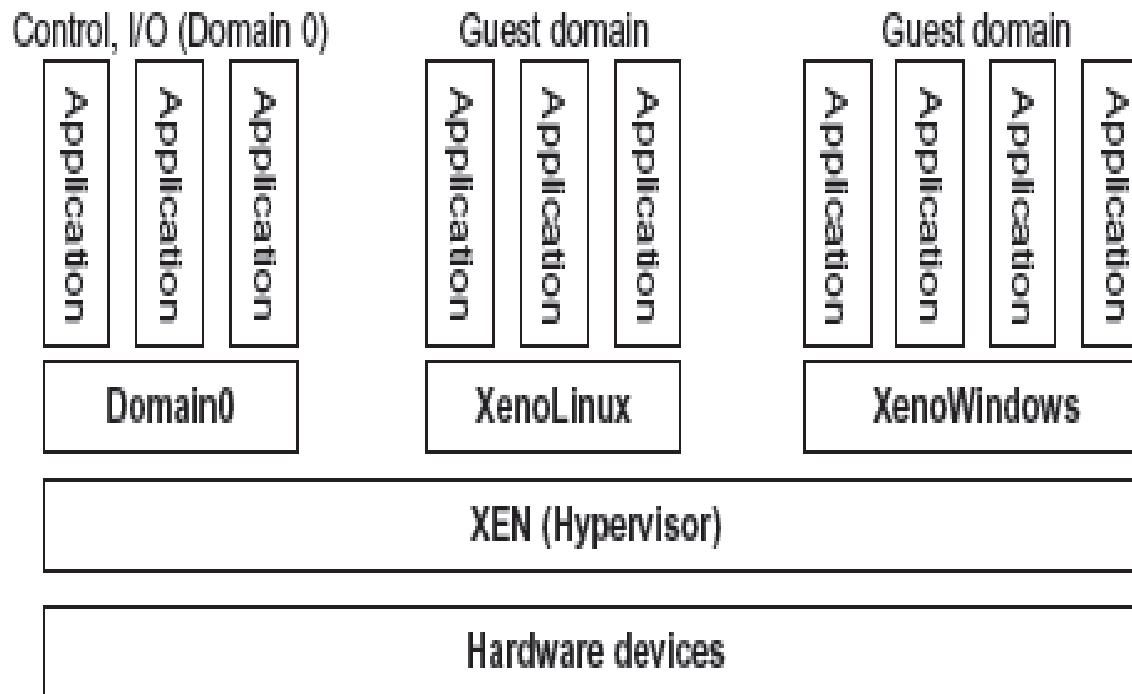 Control, I/O (Domain 0)
Guest domain
Guest domain
Application
Application
Application
Application
Application
Application
Application
Application
Application
Application
Domain0
XenoLinux
XenoWindows
XEN (Hypervisor)
Hardware devices